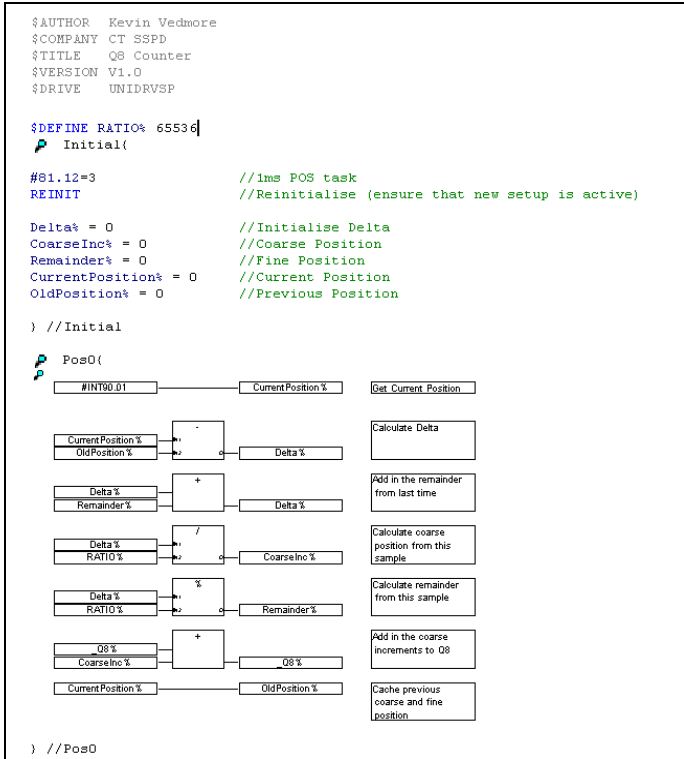 $AUTHOR Kevin Vedmore
$COMPANY CT SSPD
$TITLE Q8 Counter
$VERSION V1.0
$DRIVE UNIDRVSP
$DEFINE RATIO% 65536
Initial{
#81.12=3 //1ms POS task
REINIT //Reinitialise (ensure that new setup is active)
Delta% = 0 //Initialise Delta
CoarseInc% = 0 //Coarse Position
Remainder% = 0 //Fine Position
CurrentPosition% = 0 //Current Position
OldPosition% = 0 //Previous Position
} //Initial
Pos0{
#INT90.01 CurrentPosition% Get Current Position
- Calculate Delta
CurrentPosition%
OldPosition% Delta%
+ Add in the remainder
Delta% from last time
Remainder% Delta%
/ Calculate coarse
Delta% position from this
RATIO% CoarseInc% sample
% Calculate remainder
Delta% from this sample
RATIO% Remainder%
+ Add in the coarse
_Q8% increments to Q8
CoarseInc% _Q8%
CurrentPosition% OldPosition% Cache previous
coarse and fine
position
} //Pos0